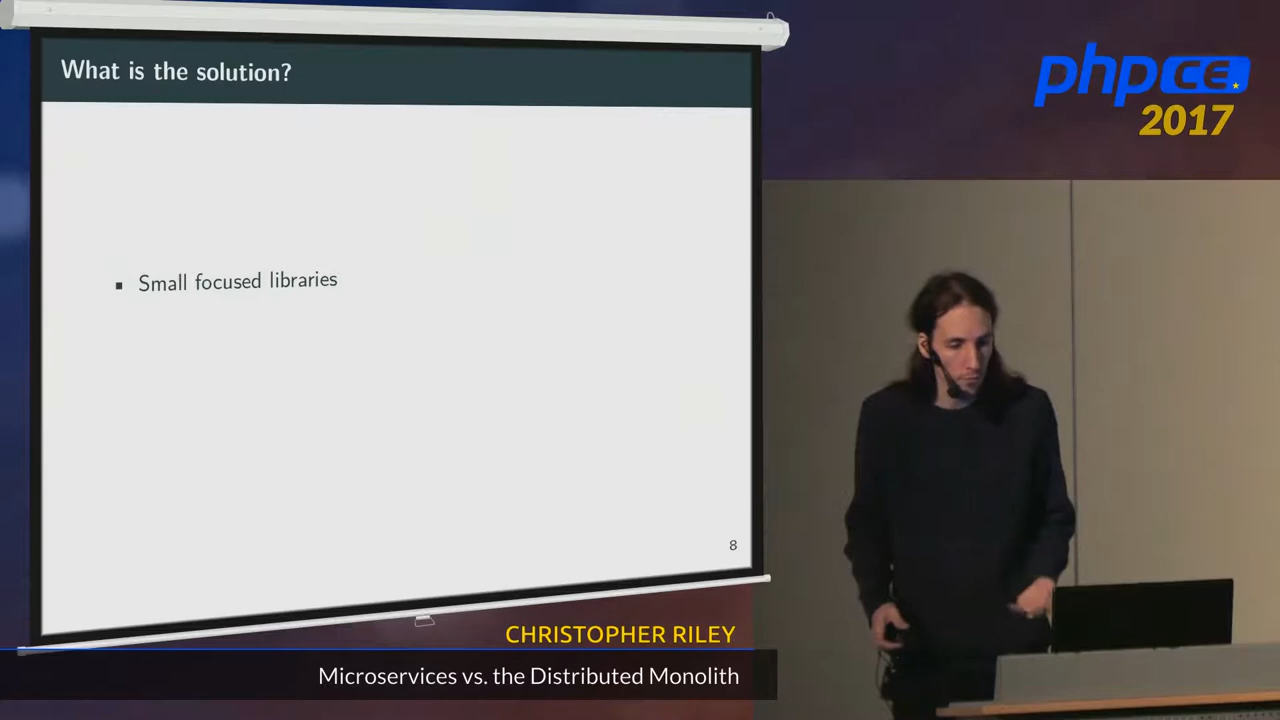 What is the solution?
Small focused libraries
8
phpCE
2017
CHRISTOPHER RILEY
Microservices vs. the Distributed Monolith